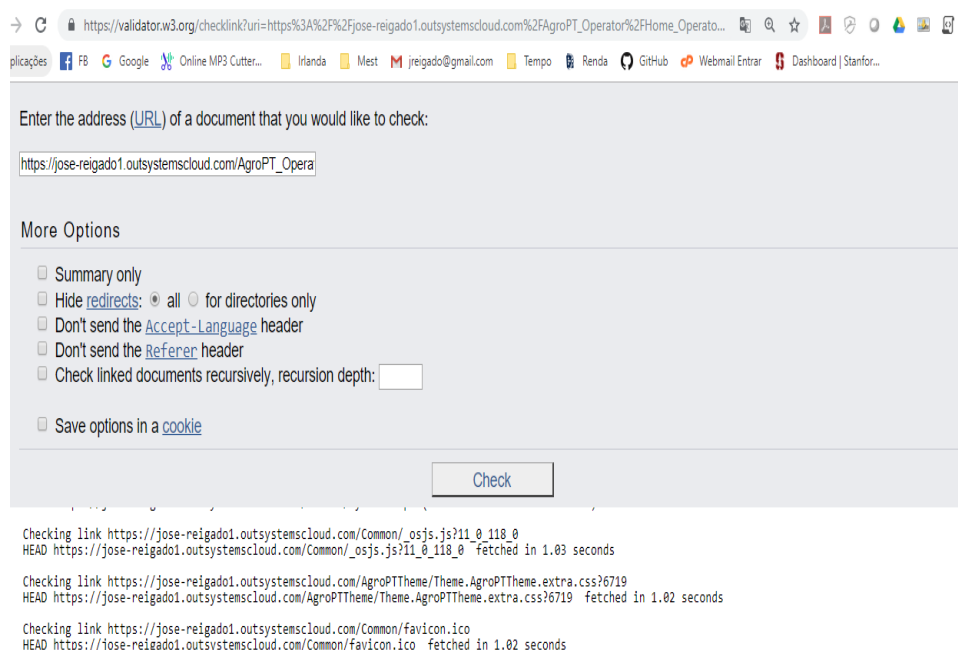 https://validator.w3.org/checklink?uri=https%3A%2F%2Fjose-reigado1.outsystemscloud.com%2FAgroPT_Operator%2FHome_Operato...
plicações FB Google Online MP3 Cutter... Irlanda Mest jreigado@gmail.com Tempo Renda GitHub Webmail Entrar Dashboard | Stanfor...
Enter the address (URL) of a document that you would like to check:
https://jose-reigado1.outsystemscloud.com/AgroPT_Opera
More Options
Summary only
Hide redirects: all for directories only
Don't send the Accept-Language header
Don't send the Referer header
Check linked documents recursively, recursion depth:
Save options in a cookie
Check
Checking link https://jose-reigado1.outsystemscloud.com/Common/_osjs.js?11_0_118_0
HEAD https://jose-reigado1.outsystemscloud.com/Common/_osjs.js?11_0_118_0 fetched in 1.03 seconds
Checking link https://jose-reigado1.outsystemscloud.com/AgroPTTheme/Theme.AgroPTTheme.extra.css?6719
HEAD https://jose-reigado1.outsystemscloud.com/AgroPTTheme/Theme.AgroPTTheme.extra.css?6719 fetched in 1.02 seconds
Checking link https://jose-reigado1.outsystemscloud.com/Common/favicon.ico
HEAD https://jose-reigado1.outsystemscloud.com/Common/favicon.ico fetched in 1.02 seconds